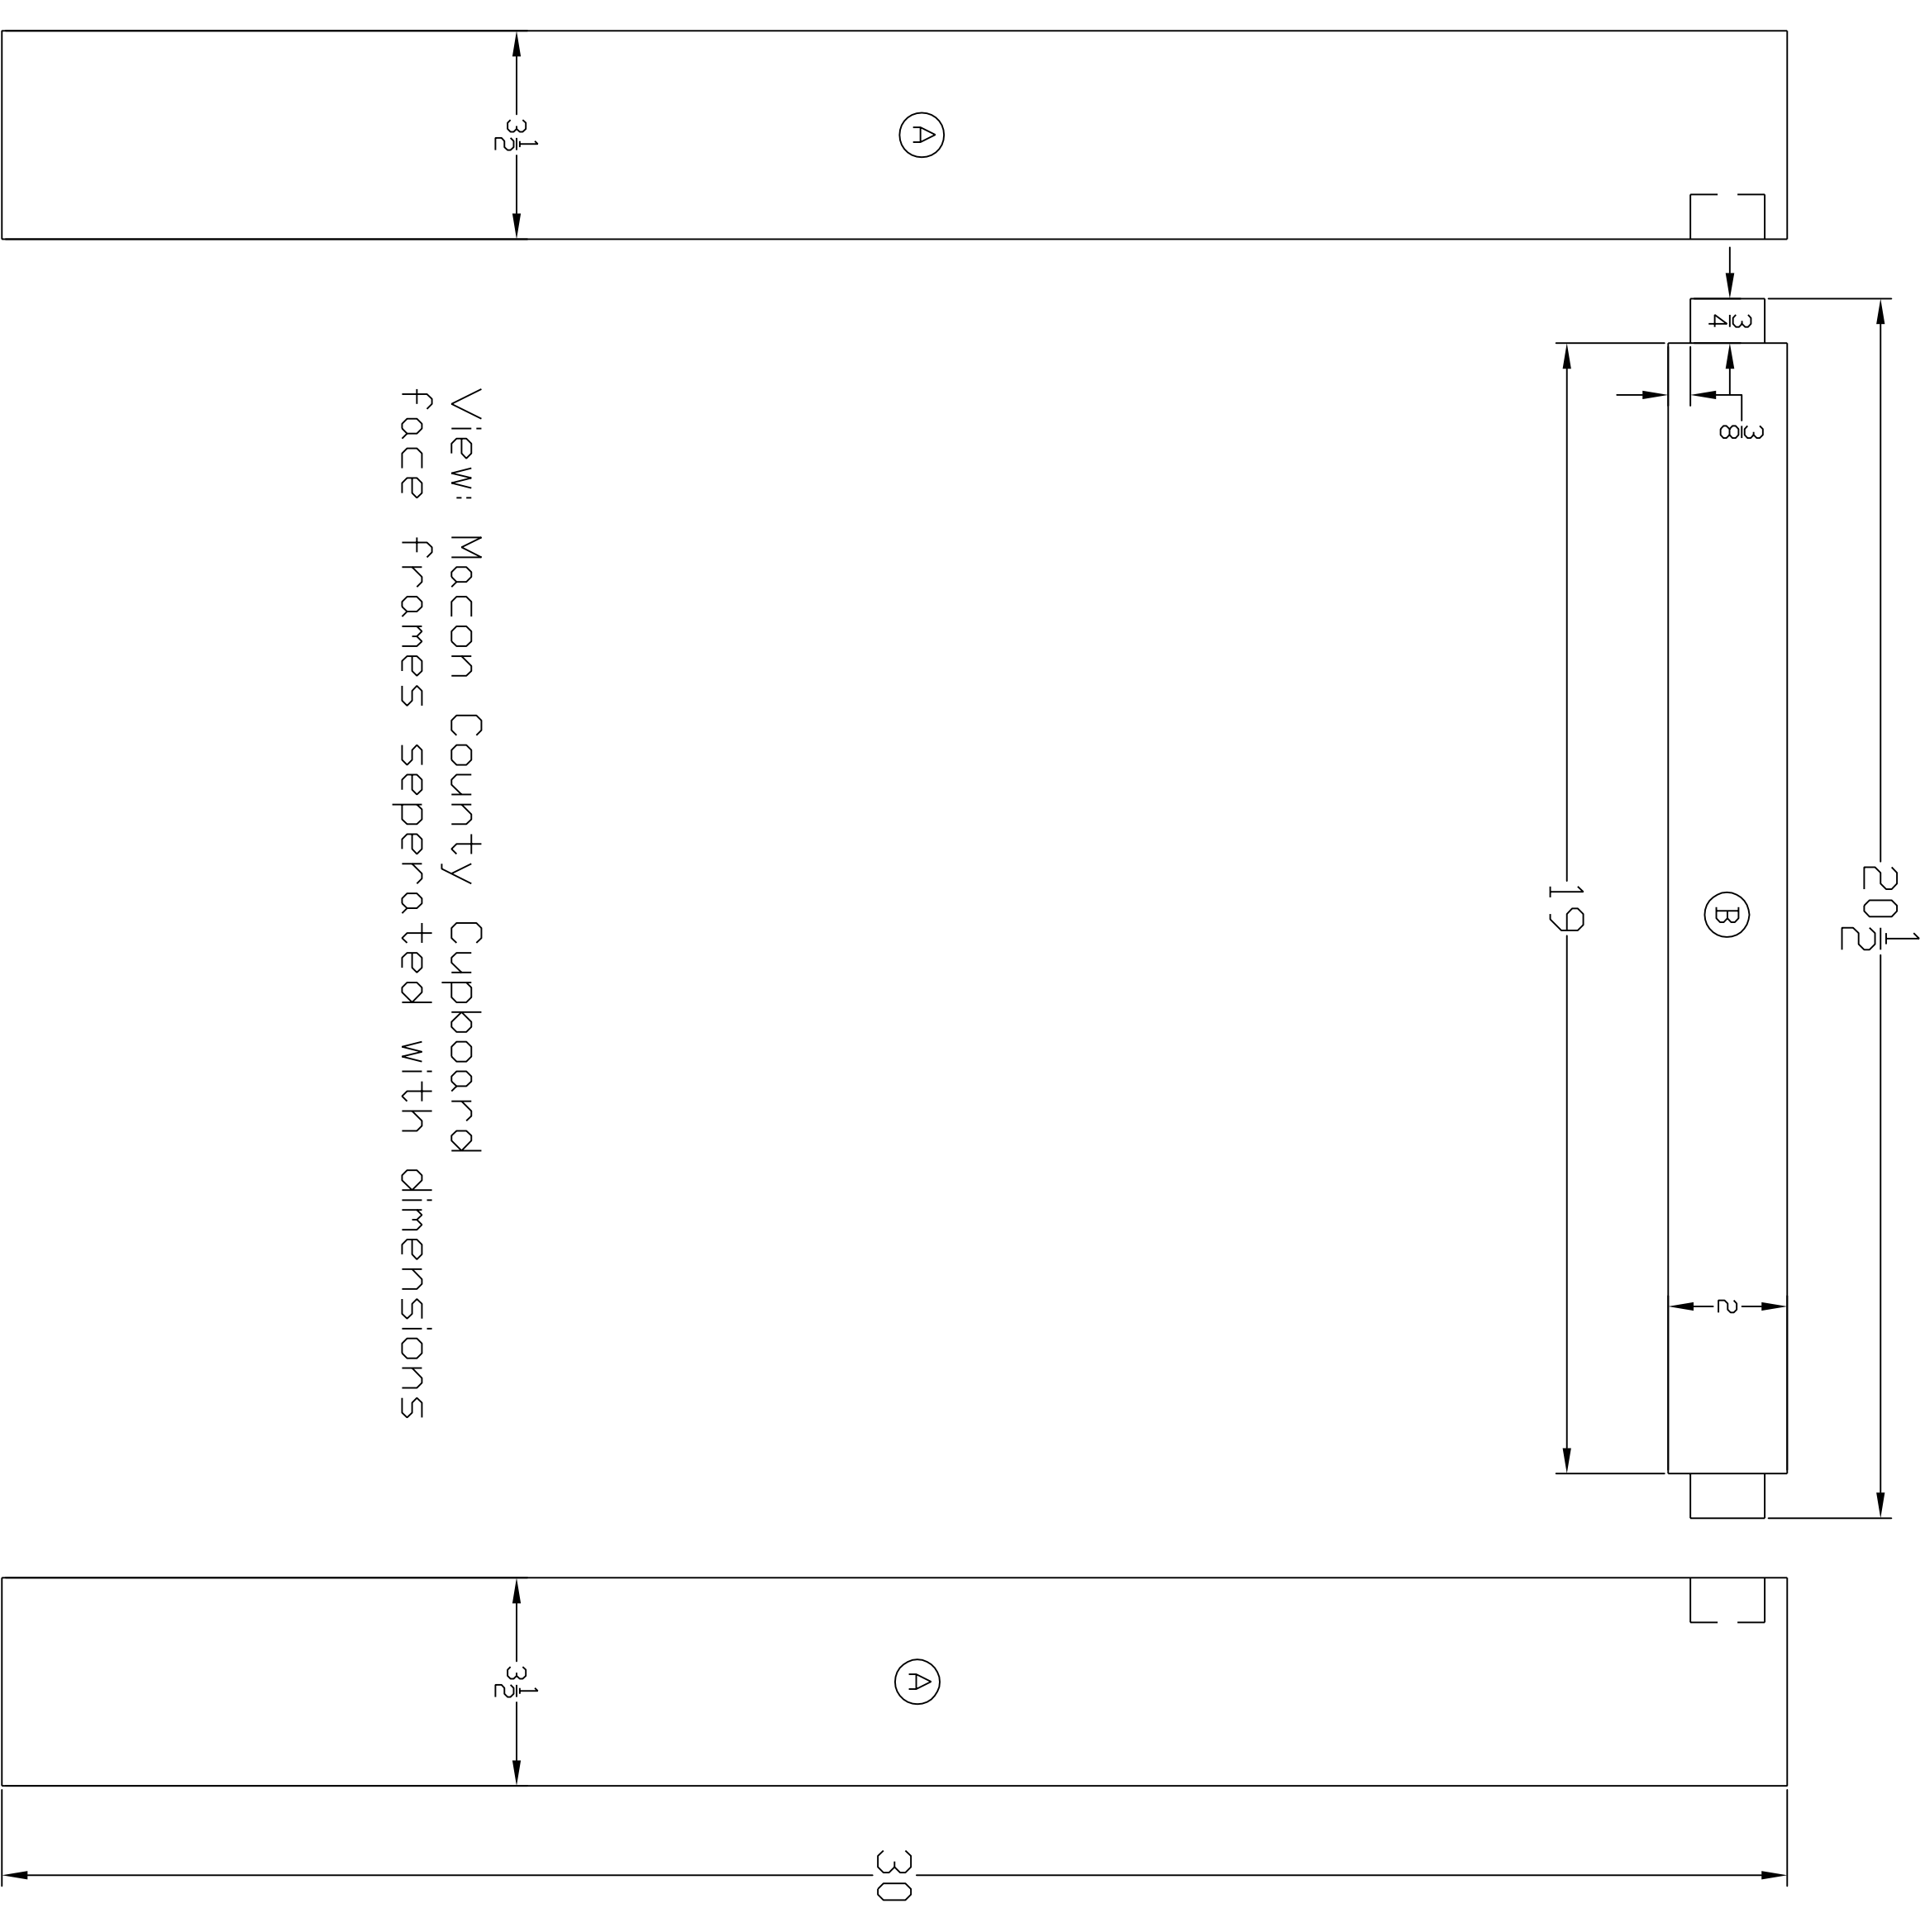 20 1/2
3/4
3/8
B
2
19
A
3 1/2
A
3 1/2
30
View: Macon County Cupboard
face frames seperated with dimensions